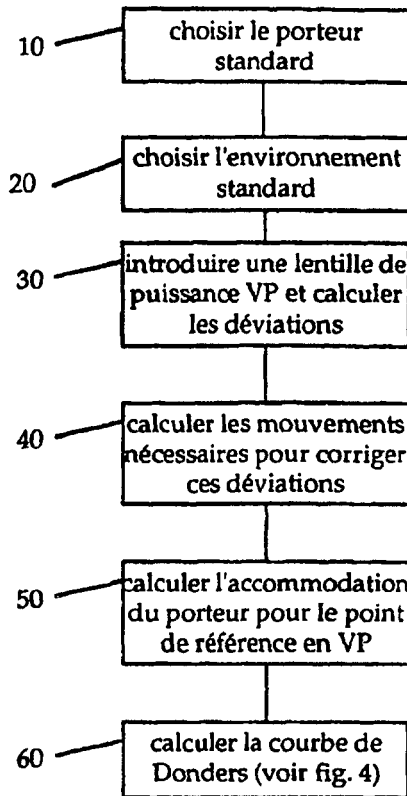 10
choisir le porteur
standard
20
choisir l'environnement
standard
30
introduire une lentille de
puissance VP et calculer
les déviations
40
calculer les mouvements
nécessaires pour corriger
ces déviations
50
calculer l'accommodation
du porteur pour le point
de référence en VP
60
calculer la courbe de
Donders (voir fig. 4)